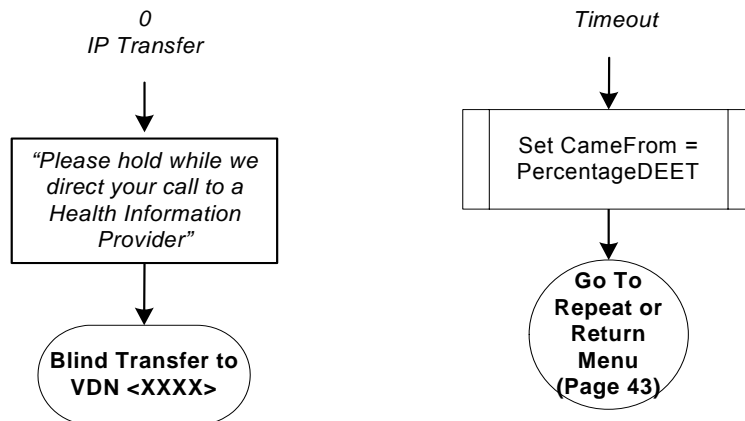 0
IP Transfer
“Please hold while we
direct your call to a
Health Information
Provider”
Blind Transfer to
VDN <XXXX>
Timeout
Set CameFrom =
PercentageDEET
Go To
Repeat or
Return
Menu
(Page 43)